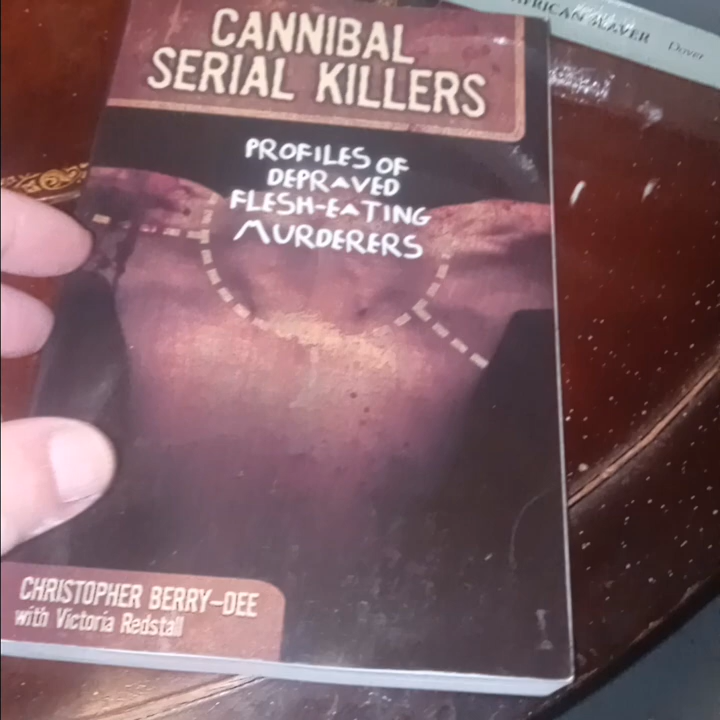 CANNIBAL
SERIAL KILLERS
PROFILES OF
DEPRAVED
FLESH-EATING
MURDERERS
CHRISTOPHER BERRY-DEE
with Victoria Redstall
AFRICAN SLAVER Dover